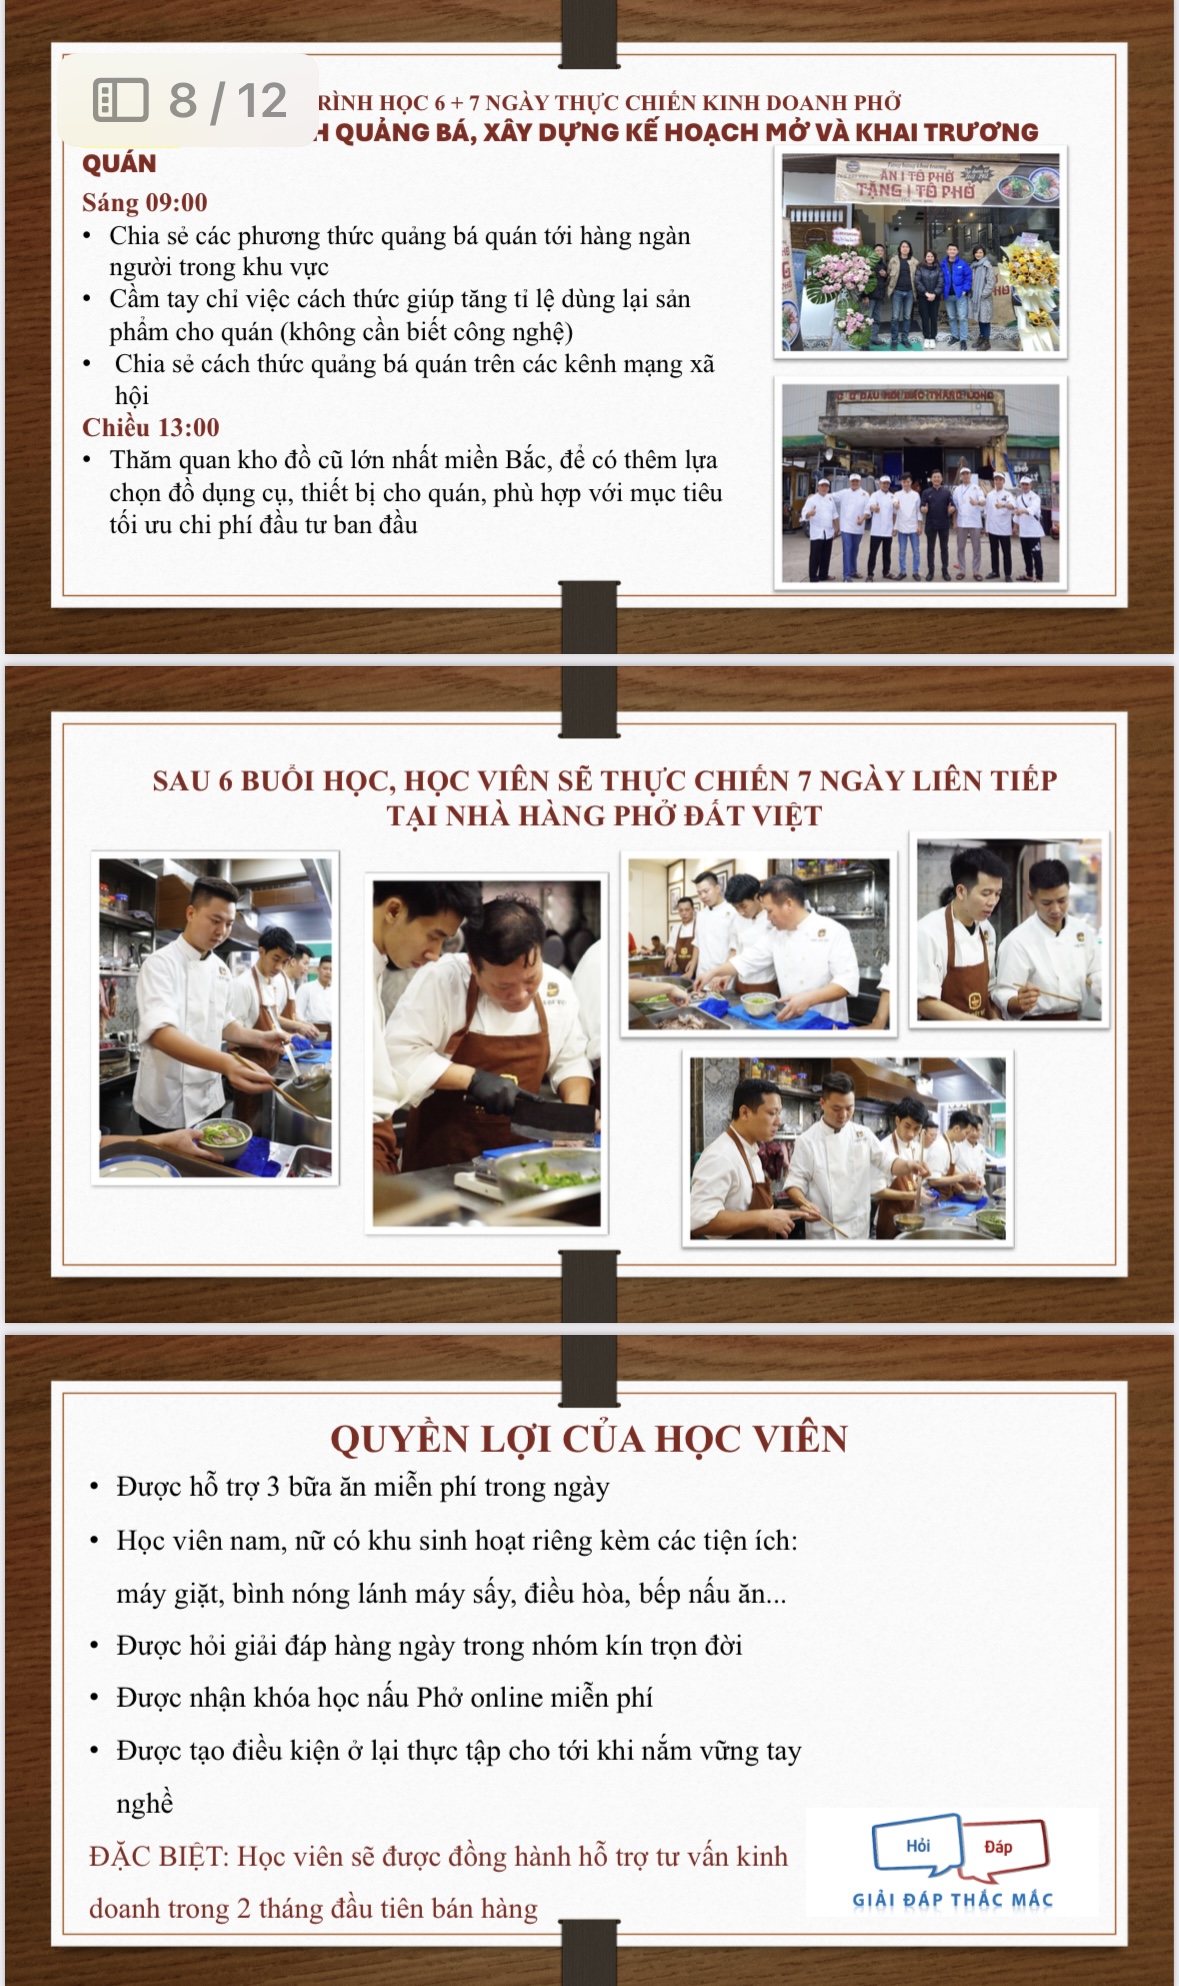 8 / 12
RÌNH HỌC 6 + 7 NGÀY THỰC CHIẾN KINH DOANH PHỞ
H QUẢNG BÁ, XÂY DỰNG KẾ HOẠCH MỞ VÀ KHAI TRƯƠNG
QUÁN
Sáng 09:00
• Chia sẻ các phương thức quảng bá quán tới hàng ngàn
người trong khu vực
• Cầm tay chỉ việc cách thức giúp tăng tỉ lệ dùng lại sản
phẩm cho quán (không cần biết công nghệ)
• Chia sẻ cách thức quảng bá quán trên các kênh mạng xã
hội
Chiều 13:00
• Thăm quan kho đồ cũ lớn nhất miền Bắc, để có thêm lựa
chọn đồ dụng cụ, thiết bị cho quán, phù hợp với mục tiêu
tối ưu chi phí đầu tư ban đầu
ĂN 1 TÔ PHỞ
TẶNG 1 TÔ PHỞ
SAU 6 BUỔI HỌC, HỌC VIÊN SẼ THỰC CHIẾN 7 NGÀY LIÊN TIẾP
TẠI NHÀ HÀNG PHỞ ĐẤT VIỆT
QUYỀN LỢI CỦA HỌC VIÊN
• Được hỗ trợ 3 bữa ăn miễn phí trong ngày
• Học viên nam, nữ có khu sinh hoạt riêng kèm các tiện ích:
máy giặt, bình nóng lánh máy sấy, điều hòa, bếp nấu ăn...
• Được hỏi giải đáp hàng ngày trong nhóm kín trọn đời
• Được nhận khóa học nấu Phở online miễn phí
• Được tạo điều kiện ở lại thực tập cho tới khi nắm vững tay
nghề
ĐẶC BIỆT: Học viên sẽ được đồng hành hỗ trợ tư vấn kinh
doanh trong 2 tháng đầu tiên bán hàng
Hỏi Đáp
GIẢI ĐÁP THẮC MẮC